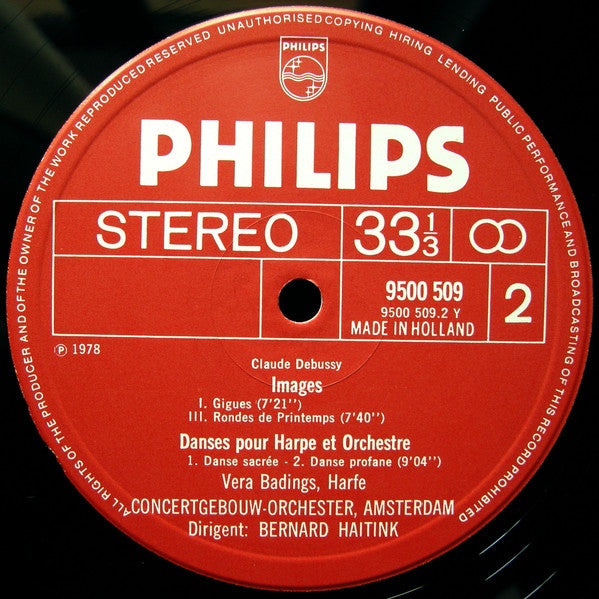 ALL RIGHTS OF THE PRODUCER AND OF THE OWNER OF THE WORK REPRODUCED RESERVED UNAUTHORISED COPYING HIRING LENDING PUBLIC PERFORMANCE AND BROADCASTING OF THIS RECORD PROHIBITED
PHILIPS
PHILIPS
STEREO 33 1/3
9500 509
9500 509.2 Y 2
MADE IN HOLLAND
℗ 1978
Claude Debussy
Images
I. Gigues (7'21'')
III. Rondes de Printemps (7'40'')
Danses pour Harpe et Orchestre
1. Danse sacrée - 2. Danse profane (9'04'')
Vera Badings, Harfe
CONCERTGEBOUW-ORCHESTER, AMSTERDAM
Dirigent: BERNARD HAITINK